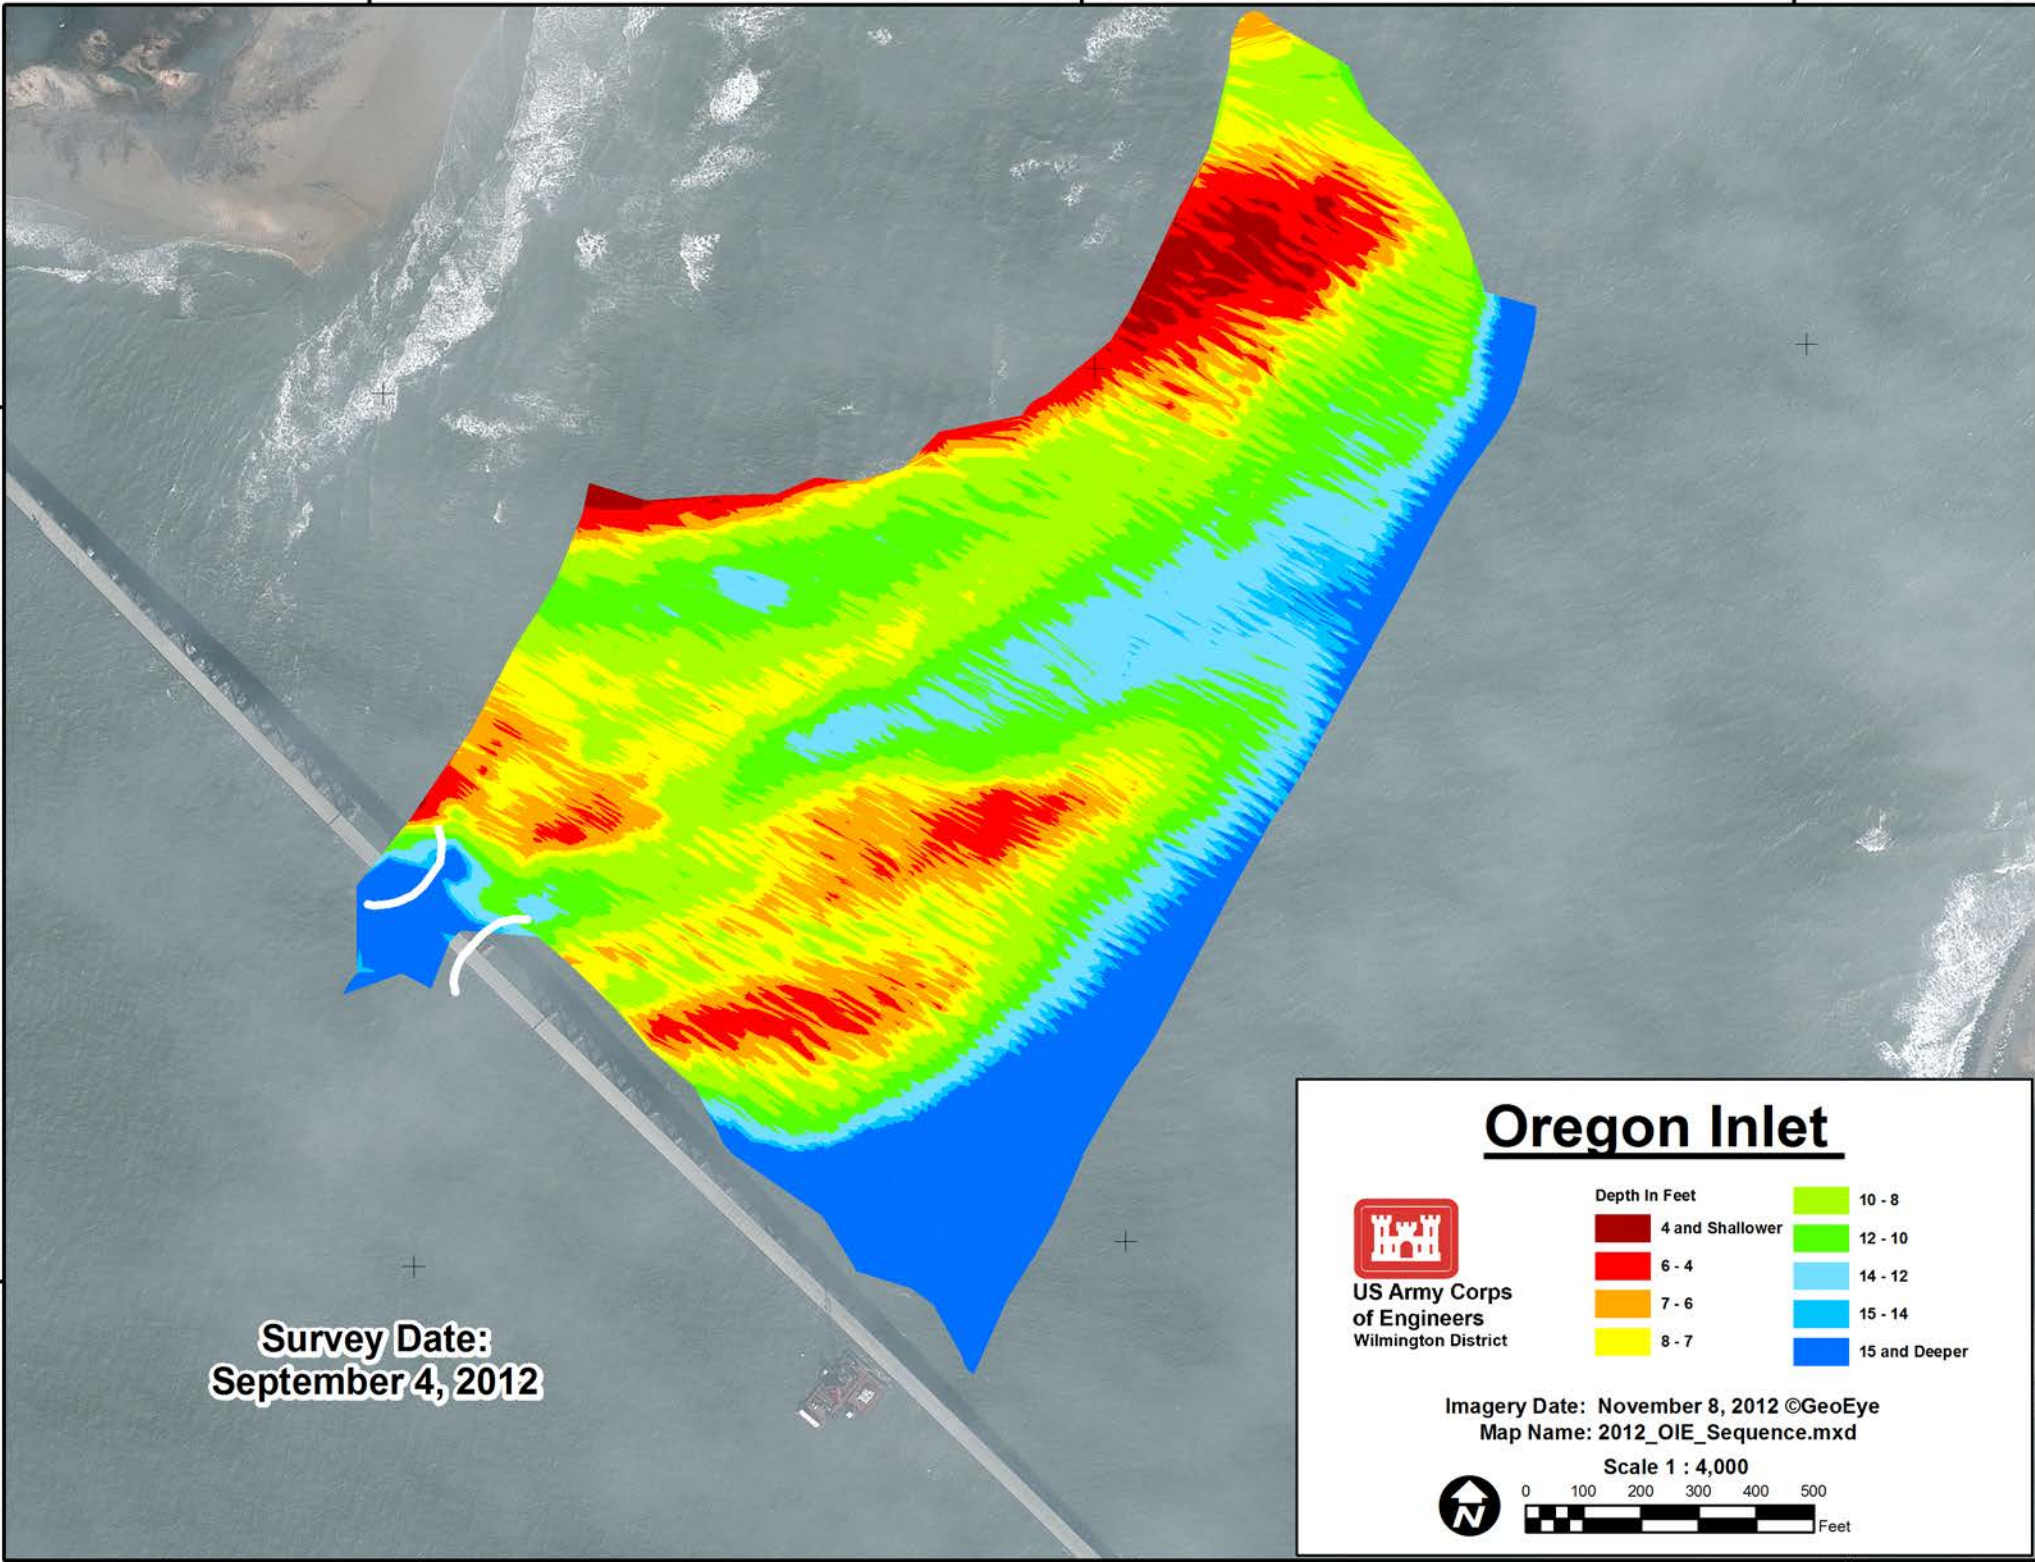 Survey Date:
September 4, 2012
Oregon Inlet
US Army Corps
of Engineers
Wilmington District
Depth In Feet
4 and Shallower
6 - 4
7 - 6
8 - 7
10 - 8
12 - 10
14 - 12
15 - 14
15 and Deeper
Imagery Date: November 8, 2012 ©GeoEye
Map Name: 2012_OIE_Sequence.mxd
Scale 1 : 4,000
N
0 100 200 300 400 500
Feet